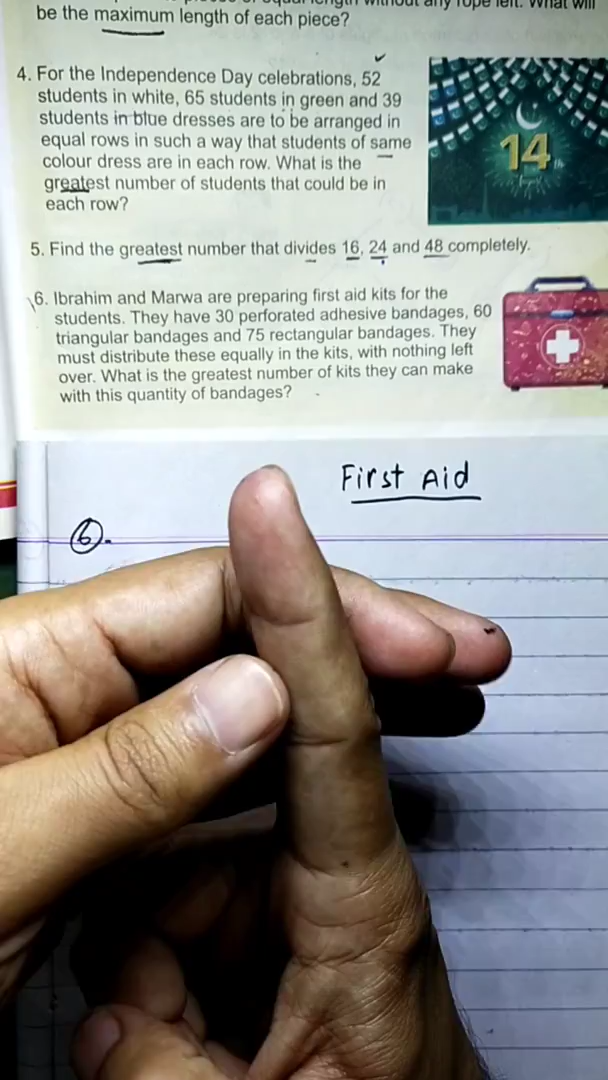 be the maximum length of each piece?
4. For the Independence Day celebrations, 52
students in white, 65 students in green and 39
students in blue dresses are to be arranged in
equal rows in such a way that students of same
colour dress are in each row. What is the
greatest number of students that could be in
each row?
14
5. Find the greatest number that divides 16, 24 and 48 completely.
6. Ibrahim and Marwa are preparing first aid kits for the
students. They have 30 perforated adhesive bandages, 60
triangular bandages and 75 rectangular bandages. They
must distribute these equally in the kits, with nothing left
over. What is the greatest number of kits they can make
with this quantity of bandages?
First Aid
6.